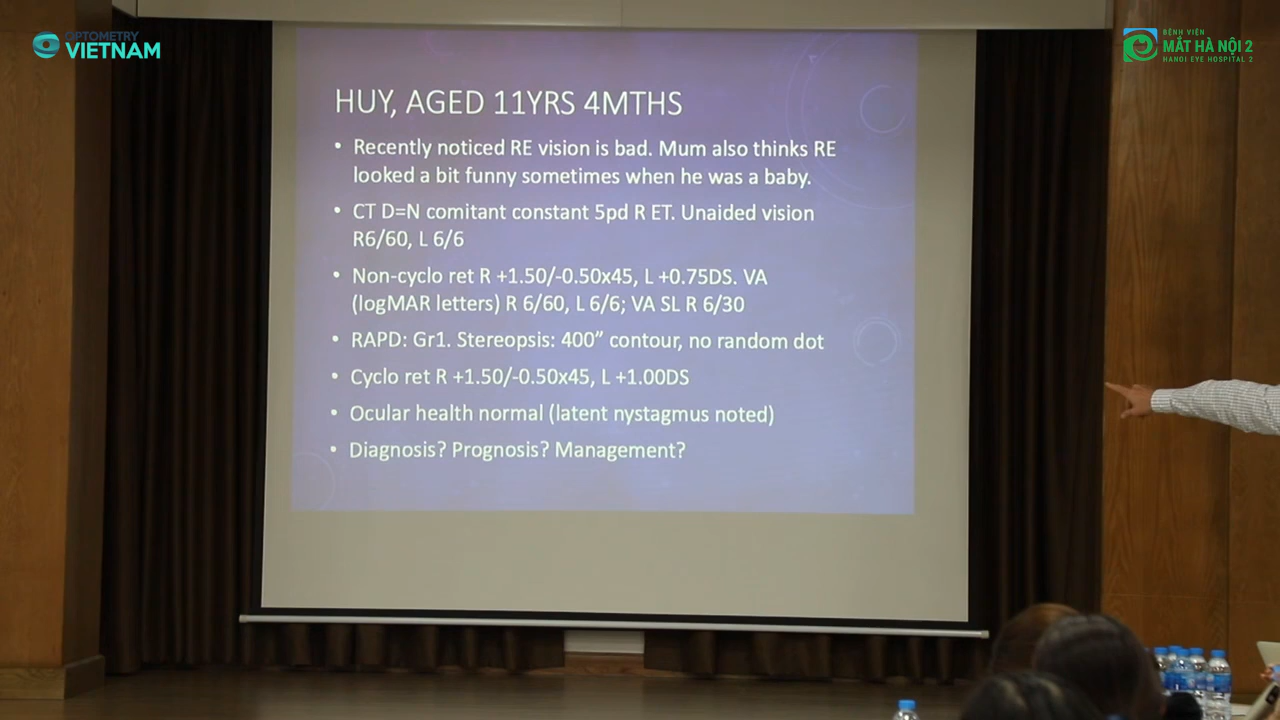 OPTOMETRY
VIETNAM
BỆNH VIỆN
MẮT HÀ NỘI 2
HANOI EYE HOSPITAL 2
HUY, AGED 11YRS 4MTHS
• Recently noticed RE vision is bad. Mum also thinks RE
looked a bit funny sometimes when he was a baby.
• CT D=N comitant constant 5pd R ET. Unaided vision
R6/60, L 6/6
• Non-cyclo ret R +1.50/-0.50x45, L +0.75DS. VA
(logMAR letters) R 6/60, L 6/6; VA SL R 6/30
• RAPD: Gr1. Stereopsis: 400” contour, no random dot
• Cyclo ret R +1.50/-0.50x45, L +1.00DS
• Ocular health normal (latent nystagmus noted)
• Diagnosis? Prognosis? Management?